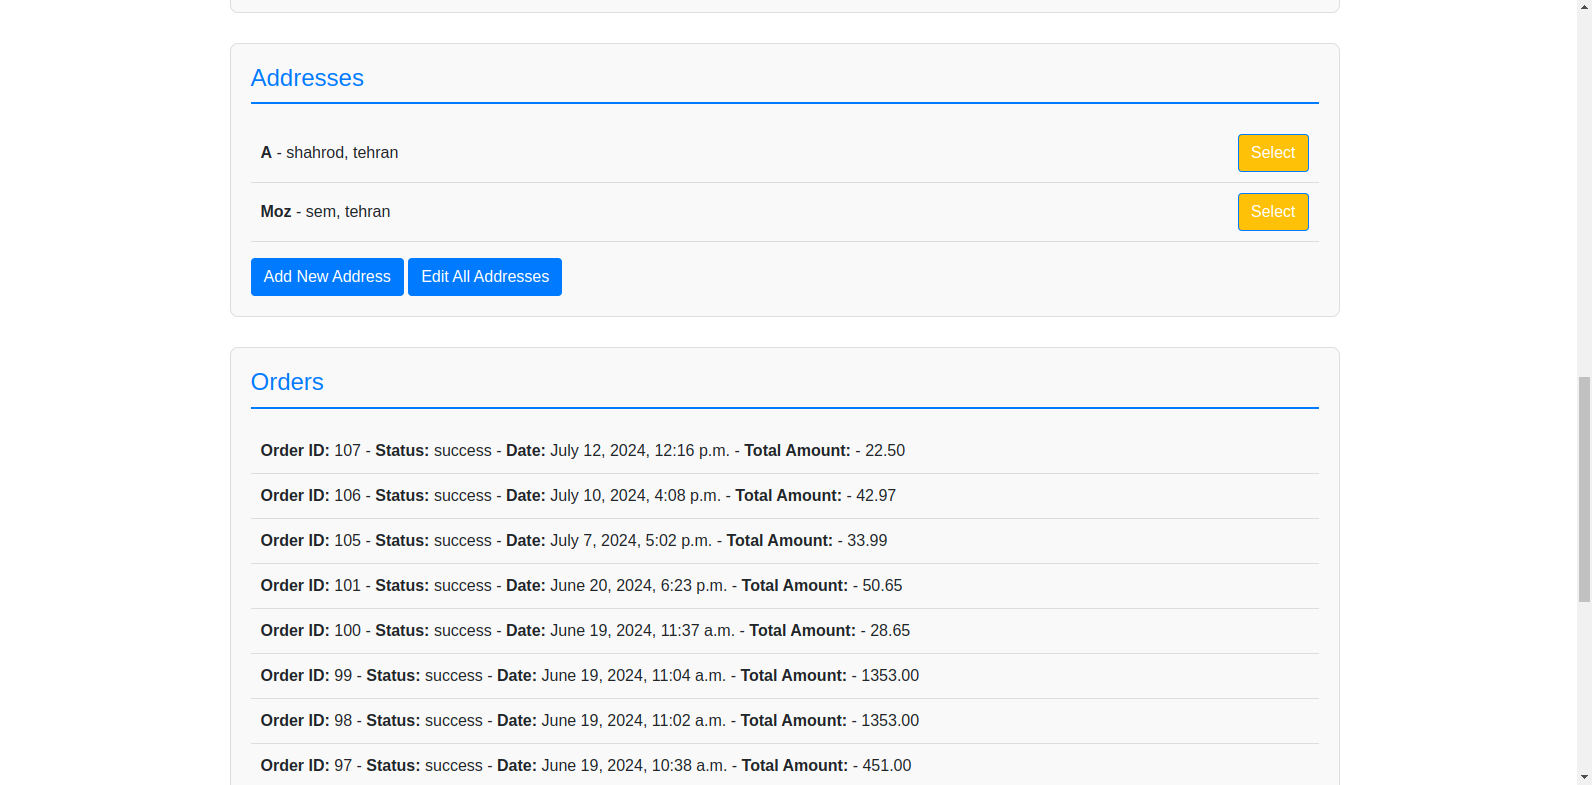 Addresses
A - shahrod, tehran
Select
Moz - sem, tehran
Select
Add New Address
Edit All Addresses
Orders
Order ID: 107 - Status: success - Date: July 12, 2024, 12:16 p.m. - Total Amount: - 22.50
Order ID: 106 - Status: success - Date: July 10, 2024, 4:08 p.m. - Total Amount: - 42.97
Order ID: 105 - Status: success - Date: July 7, 2024, 5:02 p.m. - Total Amount: - 33.99
Order ID: 101 - Status: success - Date: June 20, 2024, 6:23 p.m. - Total Amount: - 50.65
Order ID: 100 - Status: success - Date: June 19, 2024, 11:37 a.m. - Total Amount: - 28.65
Order ID: 99 - Status: success - Date: June 19, 2024, 11:04 a.m. - Total Amount: - 1353.00
Order ID: 98 - Status: success - Date: June 19, 2024, 11:02 a.m. - Total Amount: - 1353.00
Order ID: 97 - Status: success - Date: June 19, 2024, 10:38 a.m. - Total Amount: - 451.00